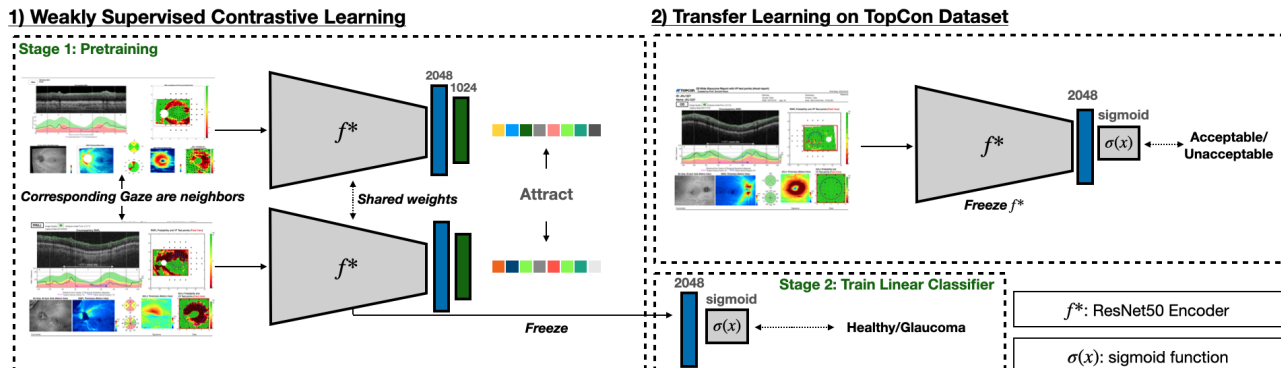 1) Weakly Supervised Contrastive Learning
Stage 1: Pretraining
2048
1024
f*
Corresponding Gaze are neighbors
Shared weights
Attract
f*
Freeze
2) Transfer Learning on TopCon Dataset
TOPCON
2048
sigmoid
f*
σ(x)
Acceptable/
Unacceptable
Freeze f*
Stage 2: Train Linear Classifier
2048
sigmoid
σ(x)
Healthy/Glaucoma
f*: ResNet50 Encoder
σ(x): sigmoid function